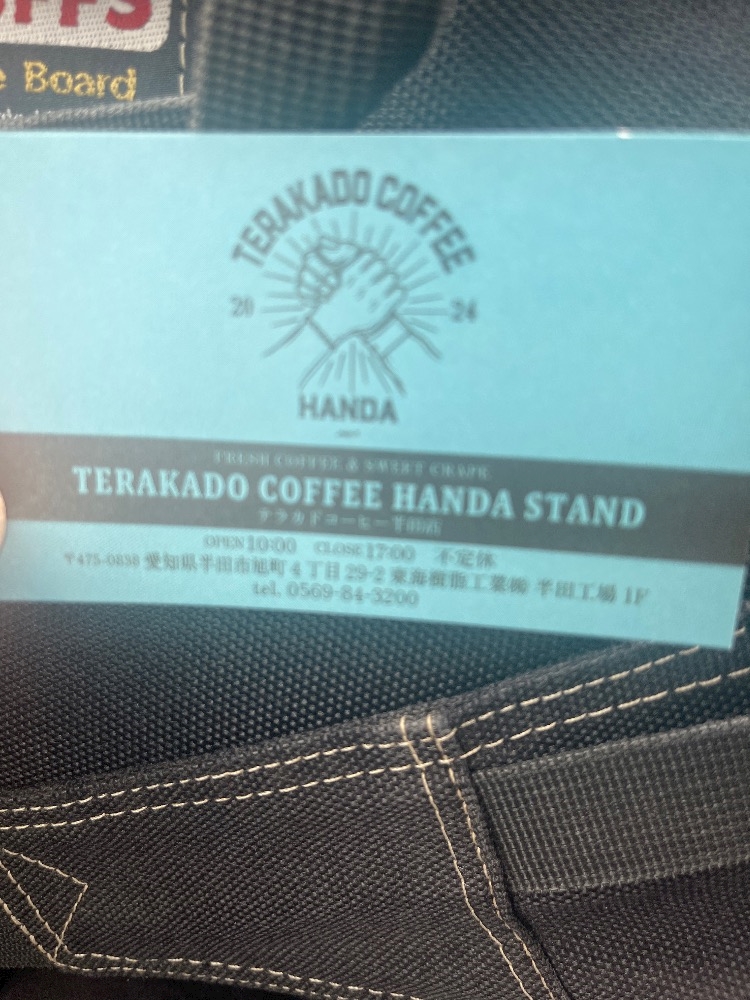 Board
TERAKADO COFFEE
20 24
HANDA
FRESH COFFEE & SWEET CRAPE
TERAKADO COFFEE HANDA STAND
テラカドコーヒー半田店
OPEN 10:00 CLOSE 17:00 不定休
愛知県半田市旭町4丁目29-2 東海樹脂工業㈱ 半田工場 1F
tel. 0569-84-3200